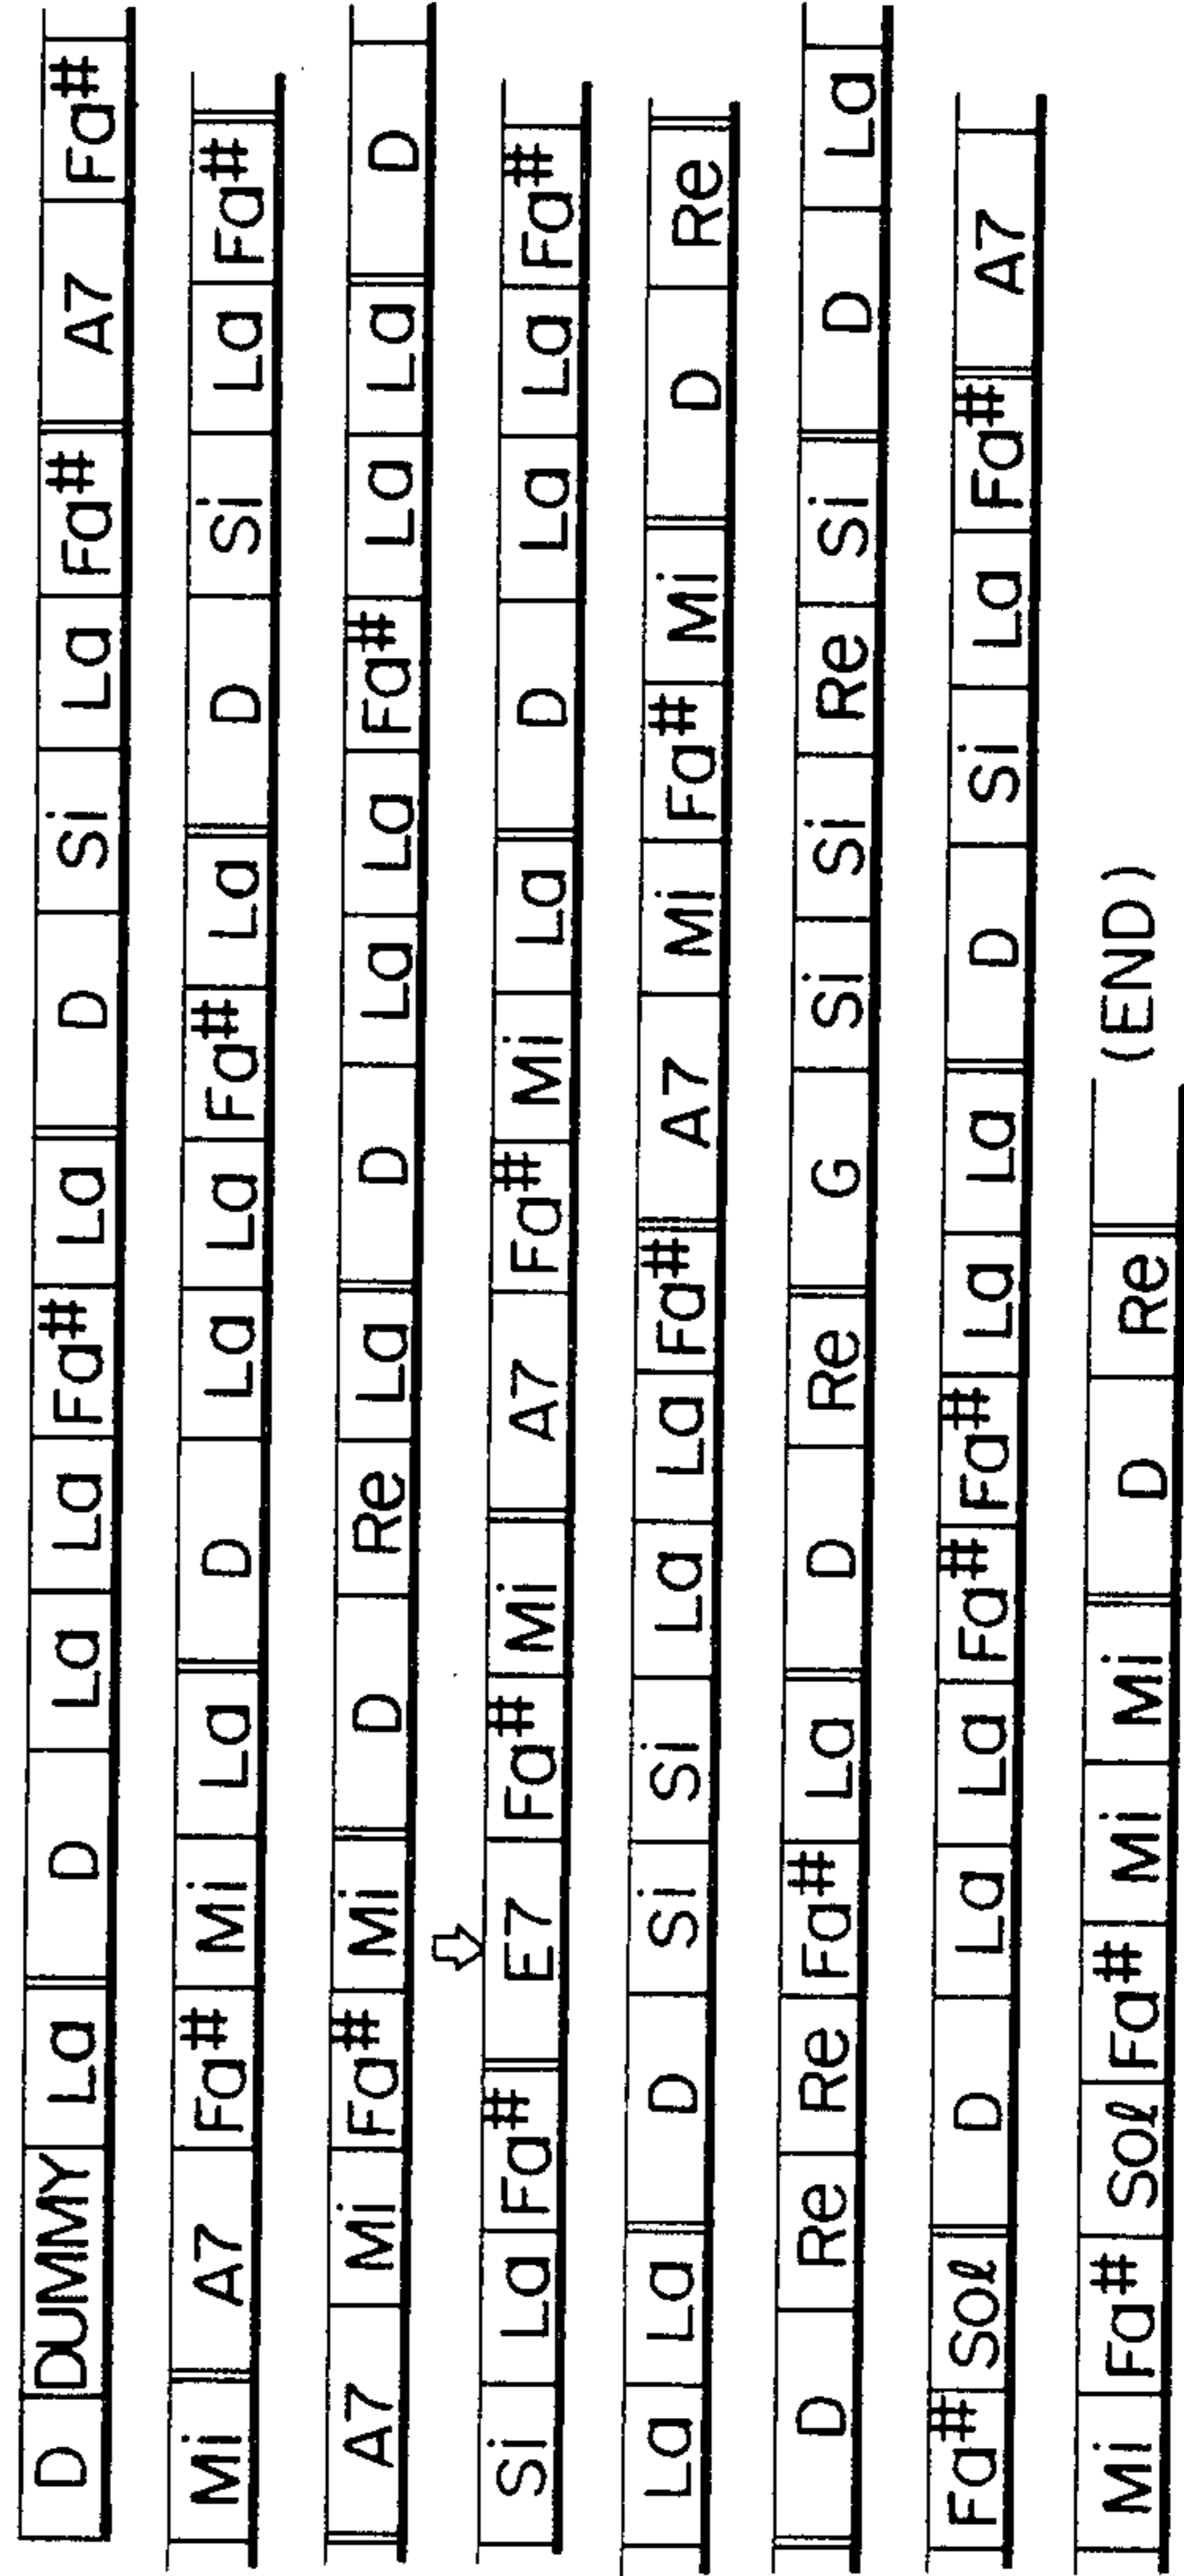 D DUMMY La D La La Fa# La D Si La Fa# A7 Fa#
Mi A7 Fa# Mi La D La La Fa# La D Si La Fa#
A7 Mi Fa# Mi D Re La D La La Fa# La La D
Si La Fa# E7 Fa# Mi A7 Fa# Mi La D La La Fa#
La La D Si Si La La Fa# A7 Mi Fa# Mi D Re
D Re Re Fa# La D Re G Si Si Re Si D La
Fa# Sol D La La Fa# Fa# La La D Si La Fa# A7
Mi Fa# Sol Fa# Mi Mi D Re (END)